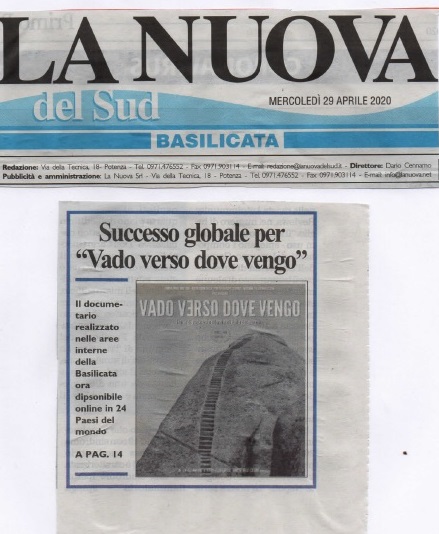 LA NUOVA
del Sud
MERCOLEDÌ 29 APRILE 2020
BASILICATA
Redazione: Via della Tecnica, 18- Potenza - Tel. 0971.476552 - Fax 0971.903114 - E-mail redazione@lanuovadelsud.it - Direttore: Dario Cennamo
Pubblicità e amministrazione: La Nuova Srl - Via della Tecnica, 18 - Potenza - Tel. 0971.476552 - Fax 0971.903114 - E-mail: info@lanuova.net
Successo globale per
“Vado verso dove vengo”
Il docume-
tario
realizzato
nelle aree
interne
della
Basilicata
ora
dipsonibile
online in 24
Paesi del
mondo
A PAG. 14
VADO VERSO DOVE VENGO